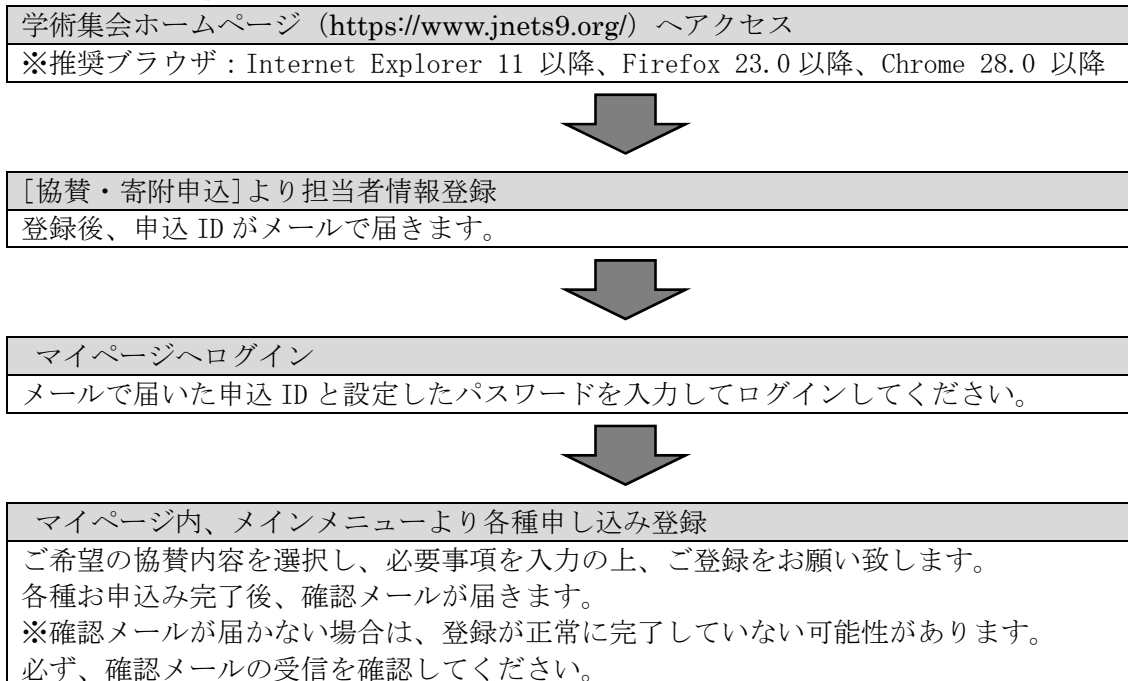 学術集会ホームページ（https://www.jnets9.org/）へアクセス
※推奨ブラウザ：Internet Explorer 11 以降、Firefox 23.0 以降、Chrome 28.0 以降
[協賛・寄附申込]より担当者情報登録
登録後、申込 ID がメールで届きます。
マイページへログイン
メールで届いた申込 ID と設定したパスワードを入力してログインしてください。
マイページ内、メインメニューより各種申し込み登録
ご希望の協賛内容を選択し、必要事項を入力の上、ご登録をお願い致します。
各種お申込み完了後、確認メールが届きます。
※確認メールが届かない場合は、登録が正常に完了していない可能性があります。
必ず、確認メールの受信を確認してください。